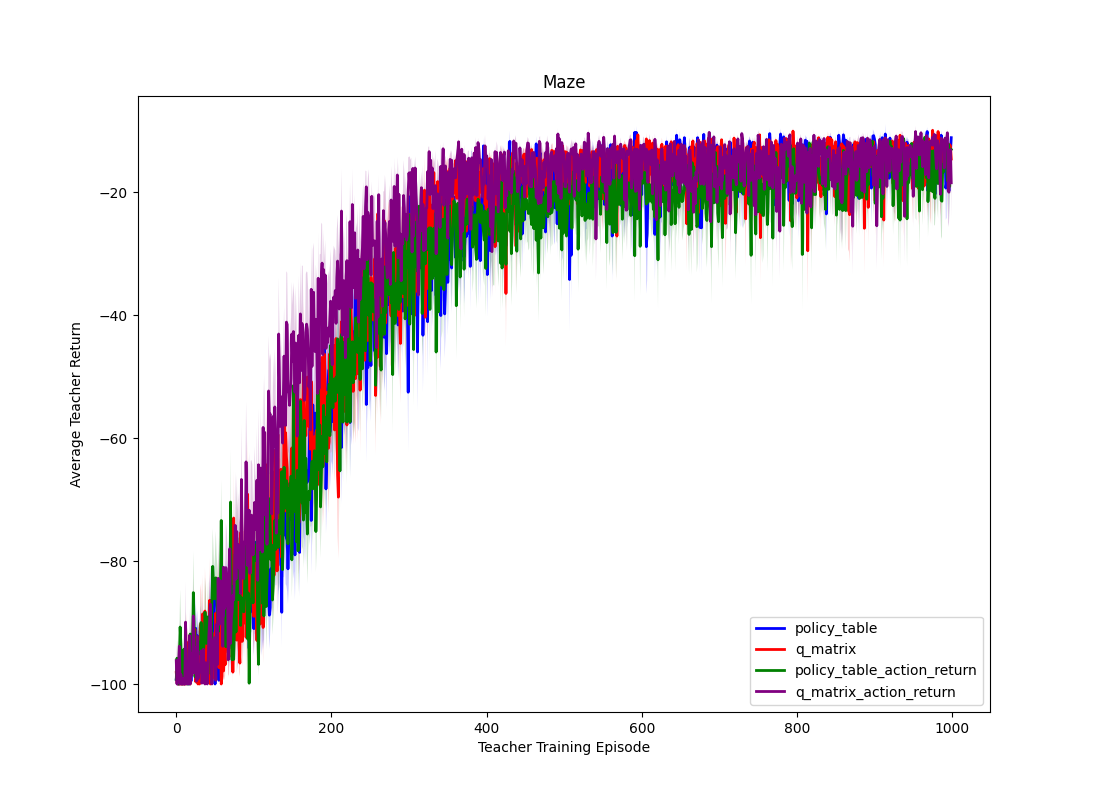 Maze
Average Teacher Return
−20
−40
−60
−80
−100
0 200 400 600 800 1000
Teacher Training Episode
policy_table
q_matrix
policy_table_action_return
q_matrix_action_return